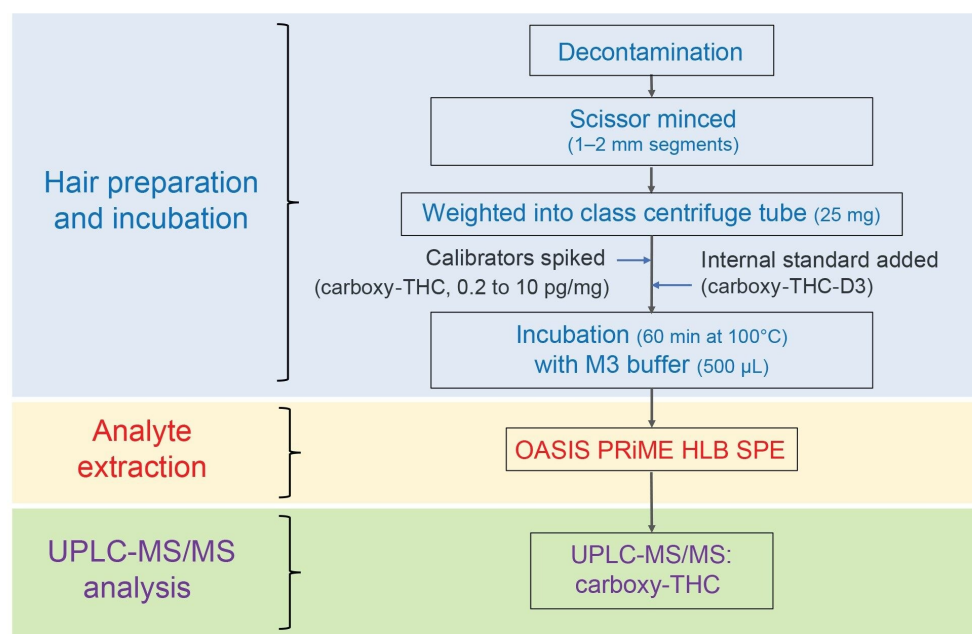 Hair preparation
and incubation
Decontamination
Scissor minced
(1–2 mm segments)
Weighted into class centrifuge tube (25 mg)
Calibrators spiked
(carboxy-THC, 0.2 to 10 pg/mg)
Internal standard added
(carboxy-THC-D3)
Incubation (60 min at 100°C)
with M3 buffer (500 µL)
Analyte
extraction
OASIS PRiME HLB SPE
UPLC-MS/MS
analysis
UPLC-MS/MS:
carboxy-THC